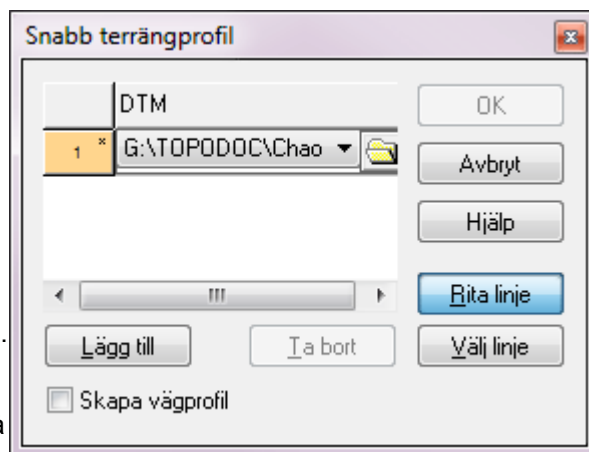 Snabb terrängprofil
DTM
OK
1 * G:\TOPODOC\Chao
Avbryt
Hjälp
Rita linje
.
Lägg till
Ta bort
Välj linje
Skapa vägprofil
a